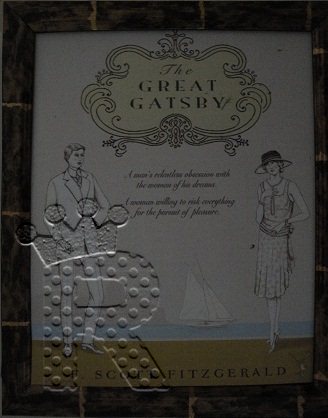 The
GREAT
GATSBY
A man's relentless obsession with
the woman of his dreams.
A woman willing to risk everything
for the pursuit of pleasure.
F. SCOTT FITZGERALD
R